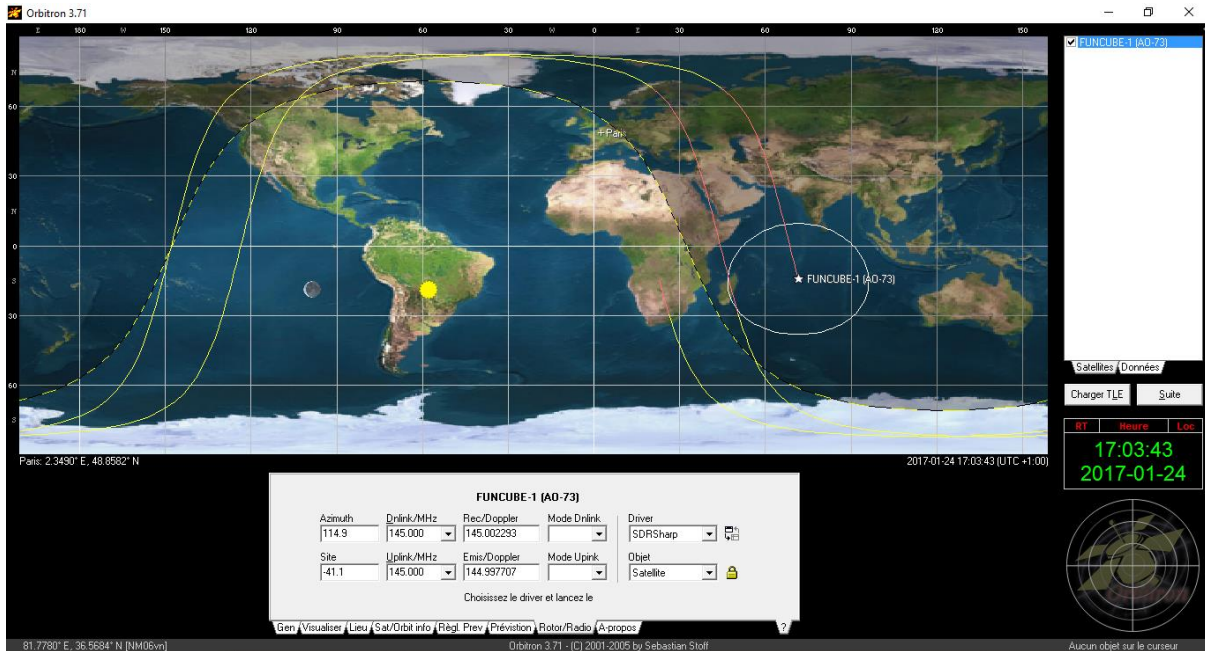 Orbitron 3.71
E 180 W 150 120 90 60 30 W 0 E 30 60 90 120 150
FUNCUBE-1 (AO-73)
N
60
Paris
30
N
0
FUNCUBE-1 (AO-73)
S
30
60
S
Satellites Données
Charger TLE Suite
RT Heure Loc
17:03:43
2017-01-24
Paris: 2.3490° E, 48.8582° N 2017-01-24 17:03:43 (UTC +1:00)
FUNCUBE-1 (AO-73)
Azimuth Dnlink/MHz Rec/Doppler Mode Dnlink Driver
114.9 145.000 145.002293 SDRSharp
Site Uplink/MHz Emis/Doppler Mode Upink Objet
-41.1 145.000 144.997707 Satellite
Choisissez le driver et lancez le
Gen Visualiser Lieu Sat/Orbit info Règl. Prev Prévistion Rotor/Radio A-propos ?
Orbitron
81.7780° E, 36.5684° N [NM06vn] Orbitron 3.71 - (C) 2001-2005 by Sebastian Stoff Aucun objet sur le curseur